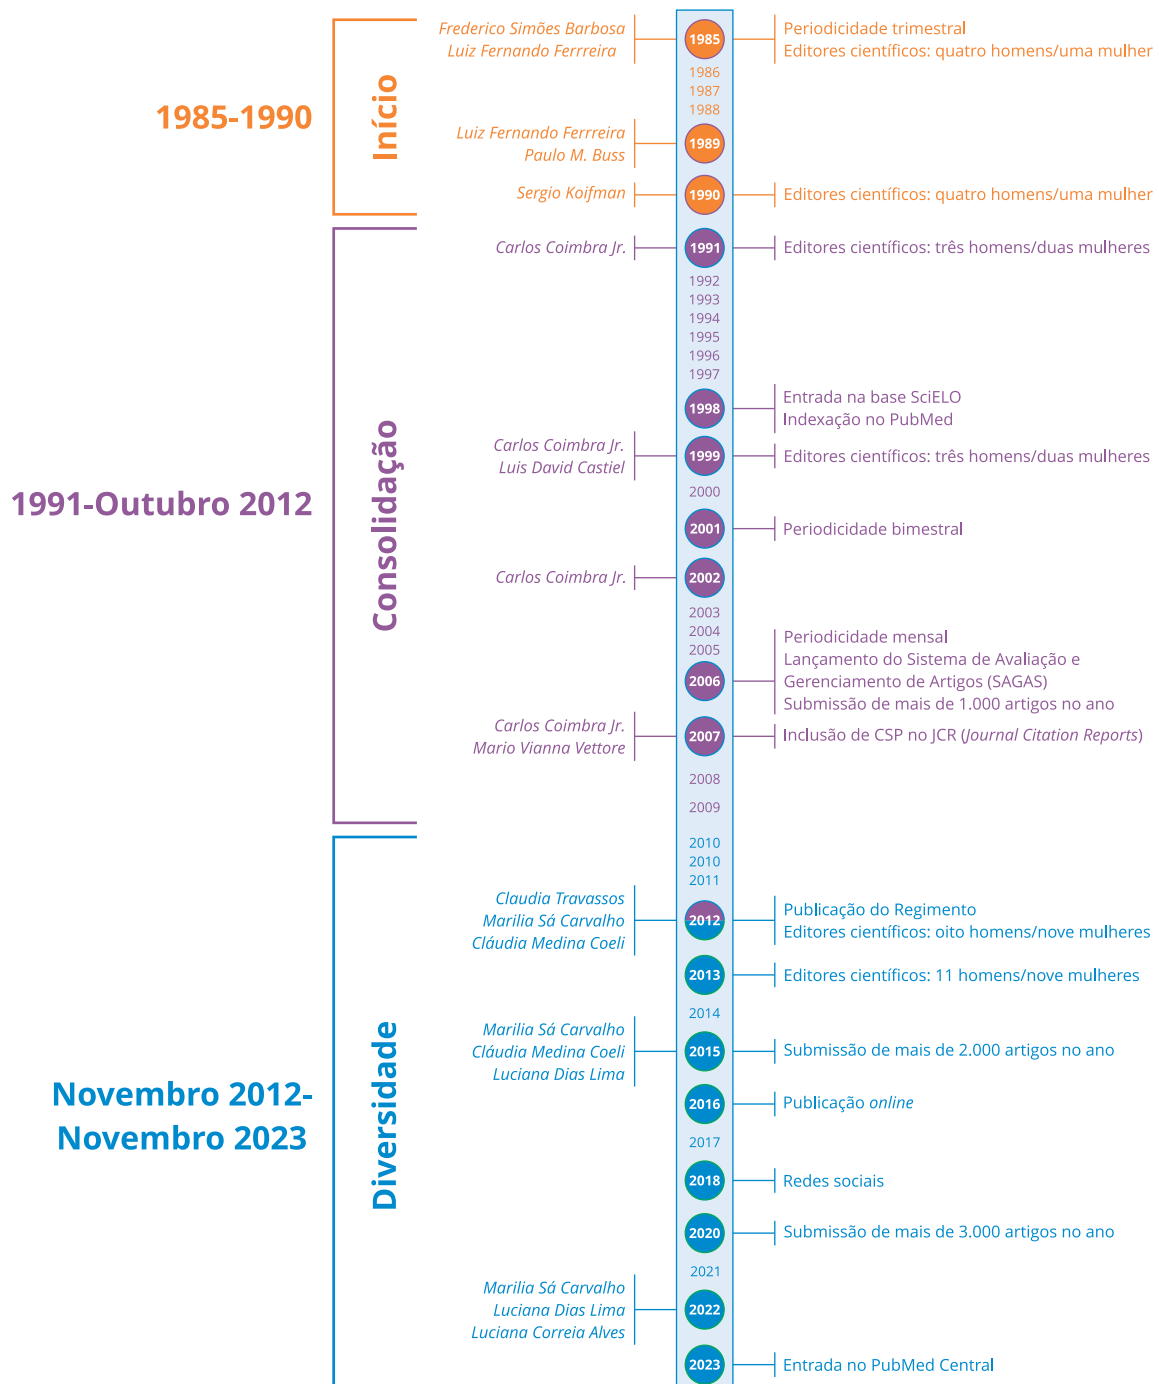 1985-1990
Início
Frederico Simões Barbosa
Luiz Fernando Ferrreira
1985
Periodicidade trimestral
Editores científicos: quatro homens/uma mulher
1986
1987
1988
Luiz Fernando Ferrreira
Paulo M. Buss
1989
Sergio Koifman
1990
Editores científicos: quatro homens/uma mulher
1991-Outubro 2012
Consolidação
Carlos Coimbra Jr.
1991
Editores científicos: três homens/duas mulheres
1992
1993
1994
1995
1996
1997
1998
Entrada na base SciELO
Indexação no PubMed
Carlos Coimbra Jr.
Luis David Castiel
1999
Editores científicos: três homens/duas mulheres
2000
2001
Periodicidade bimestral
Carlos Coimbra Jr.
2002
2003
2004
2005
2006
Periodicidade mensal
Lançamento do Sistema de Avaliação e
Gerenciamento de Artigos (SAGAS)
Submissão de mais de 1.000 artigos no ano
Carlos Coimbra Jr.
Mario Vianna Vettore
2007
Inclusão de CSP no JCR (Journal Citation Reports)
2008
2009
Novembro 2012-
Novembro 2023
Diversidade
2010
2010
2011
Claudia Travassos
Marilia Sá Carvalho
Cláudia Medina Coeli
2012
Publicação do Regimento
Editores científicos: oito homens/nove mulheres
2013
Editores científicos: 11 homens/nove mulheres
2014
Marilia Sá Carvalho
Cláudia Medina Coeli
Luciana Dias Lima
2015
Submissão de mais de 2.000 artigos no ano
2016
Publicação online
2017
2018
Redes sociais
2020
Submissão de mais de 3.000 artigos no ano
2021
Marilia Sá Carvalho
Luciana Dias Lima
Luciana Correia Alves
2022
2023
Entrada no PubMed Central